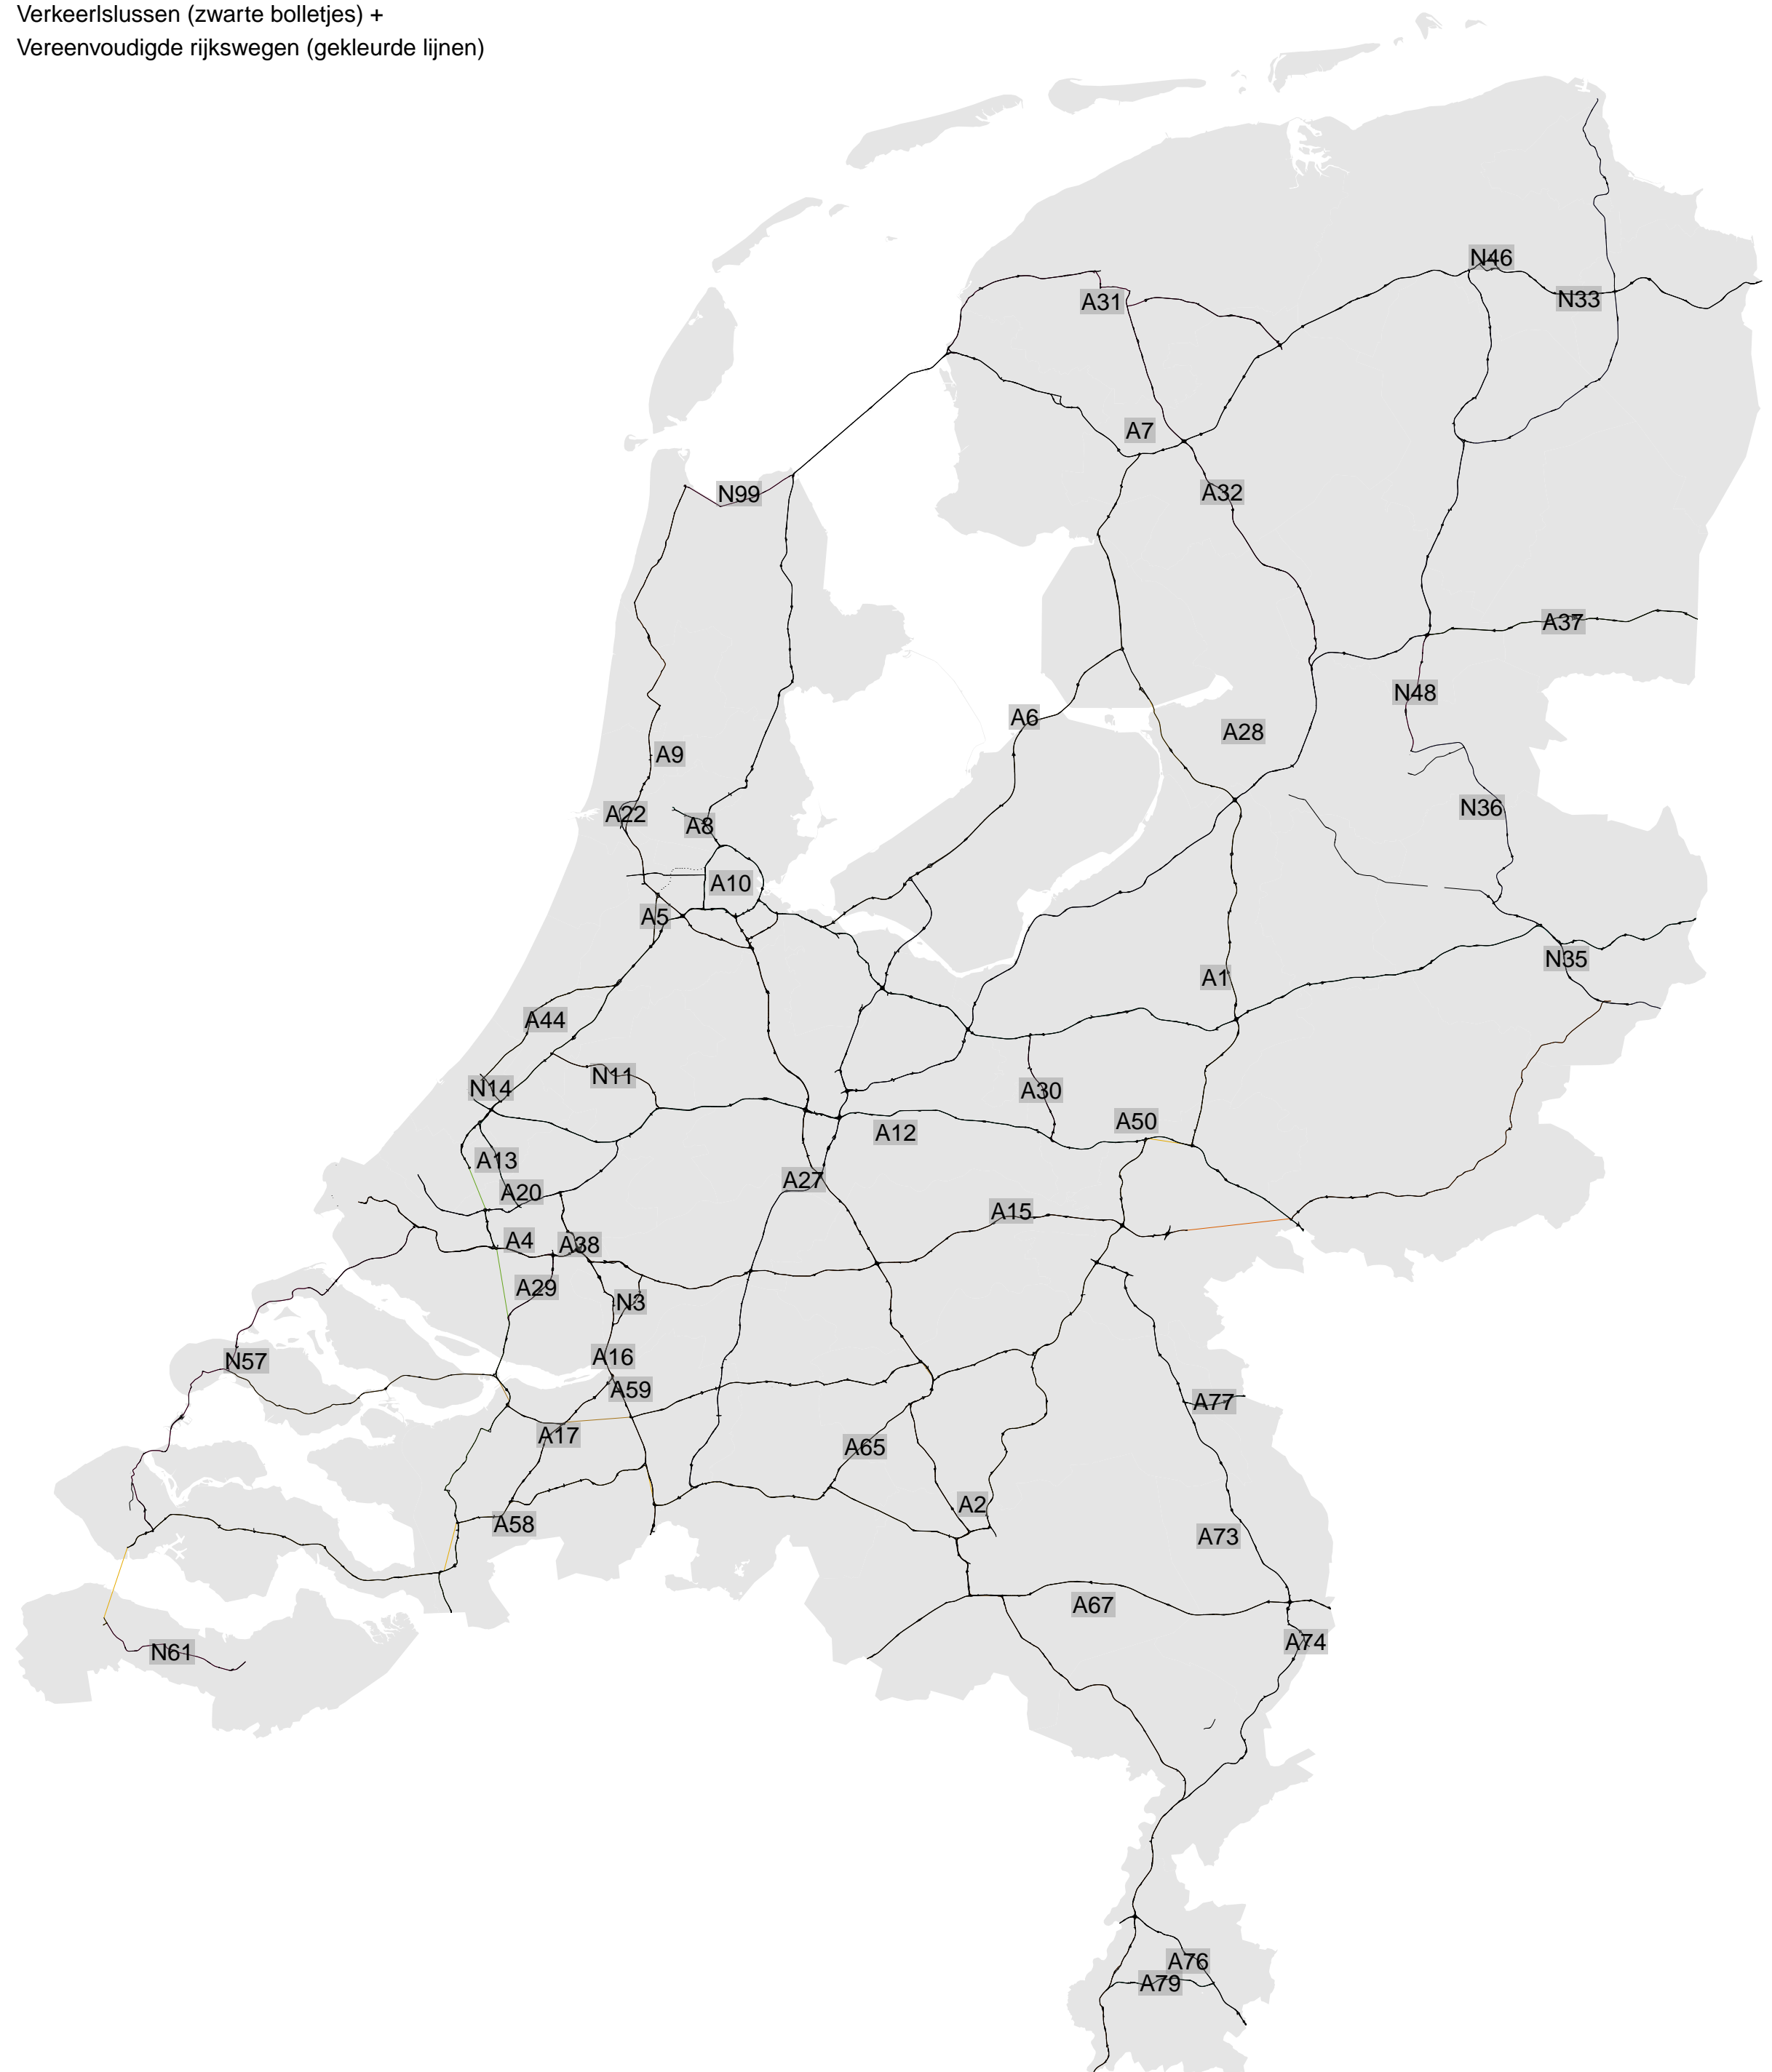 Verkeerlslussen (zwarte bolletjes) +
Vereenvoudigde rijkswegen (gekleurde lijnen)
N46
N33
A31
A7
A32
N99
A37
N48
A6
A28
A9
N36
A22
A8
A10
A5
N35
A1
A44
N11
N14
A30
A50
A12
A13
A27
A20
A15
A4
A38
A29
N3
N57
A16
A59
A77
A17
A65
A2
A58
A73
A67
A74
N61
A76
A79